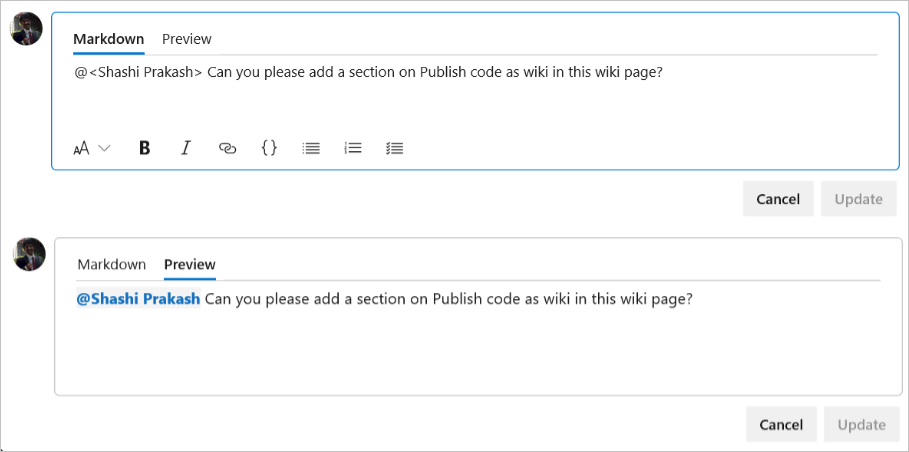 Markdown Preview
@<Shashi Prakash> Can you please add a section on Publish code as wiki in this wiki page?
AA B I {}
Cancel Update
Markdown Preview
@Shashi Prakash Can you please add a section on Publish code as wiki in this wiki page?
Cancel Update